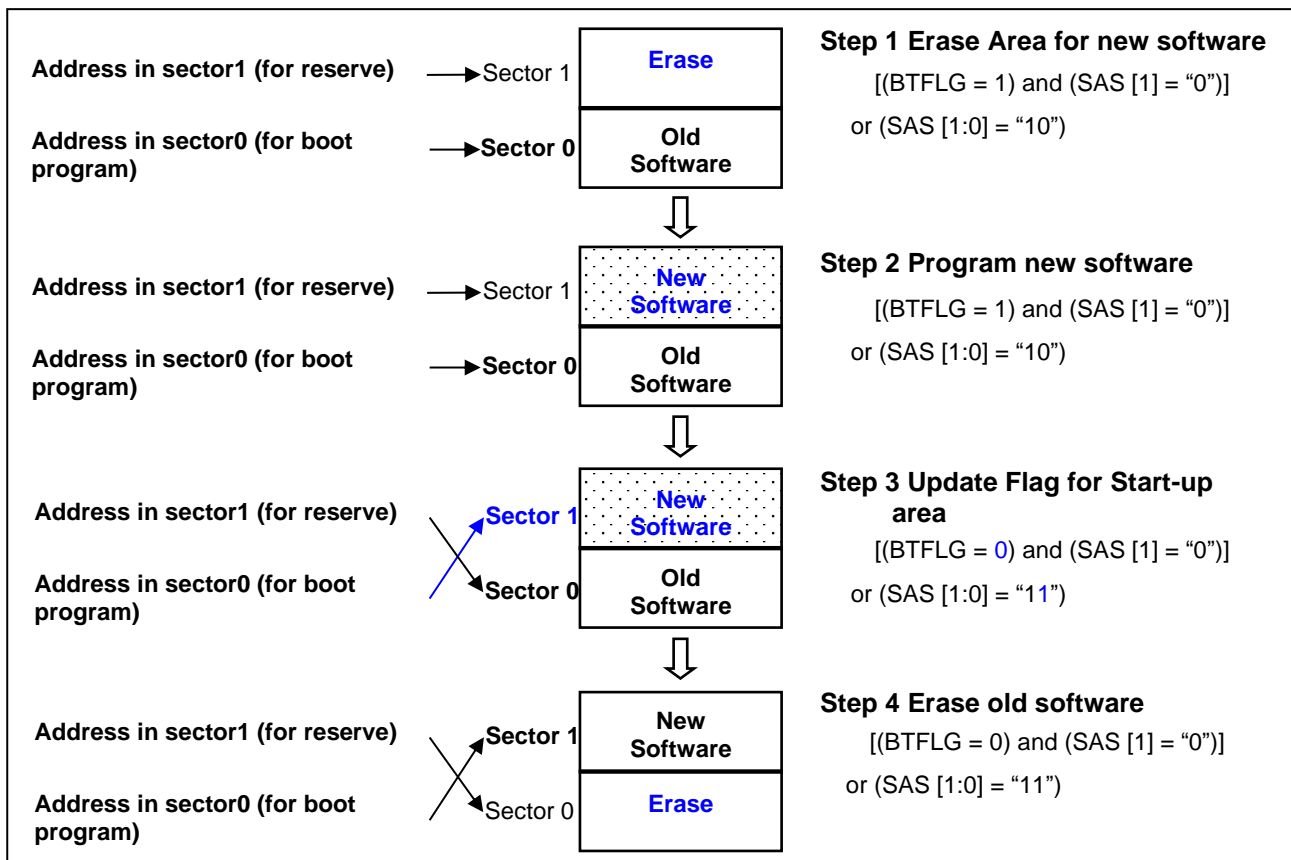 Step 1 Erase Area for new software
Address in sector1 (for reserve)
Sector 1
Erase
[(BTFLG = 1) and (SAS [1] = “0”)]
or (SAS [1:0] = “10”)
Address in sector0 (for boot
program)
Sector 0
Old
Software
Step 2 Program new software
Address in sector1 (for reserve)
Sector 1
New
Software
[(BTFLG = 1) and (SAS [1] = “0”)]
or (SAS [1:0] = “10”)
Address in sector0 (for boot
program)
Sector 0
Old
Software
Step 3 Update Flag for Start-up
area
Address in sector1 (for reserve)
Sector 1
New
Software
[(BTFLG = 0) and (SAS [1] = “0”)]
or (SAS [1:0] = “11”)
Address in sector0 (for boot
program)
Sector 0
Old
Software
Step 4 Erase old software
Address in sector1 (for reserve)
Sector 1
New
Software
[(BTFLG = 0) and (SAS [1] = “0”)]
or (SAS [1:0] = “11”)
Address in sector0 (for boot
program)
Sector 0
Erase